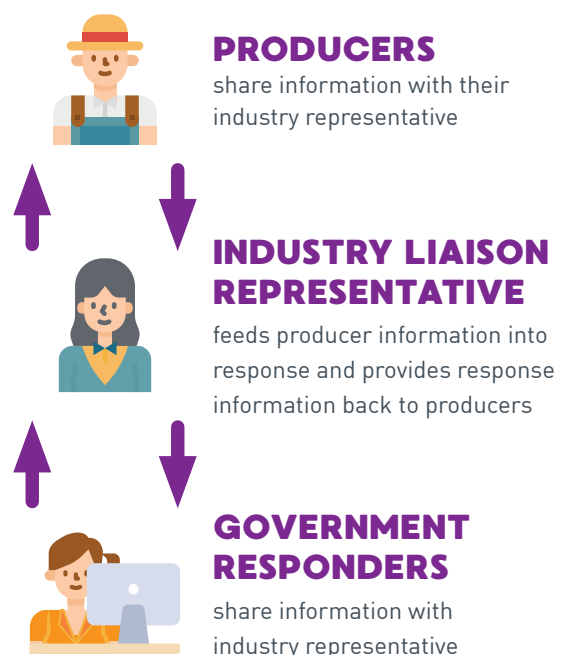 PRODUCERS
share information with their
industry representative
INDUSTRY LIAISON
REPRESENTATIVE
feeds producer information into
response and provides response
information back to producers
GOVERNMENT
RESPONDERS
share information with
industry representative